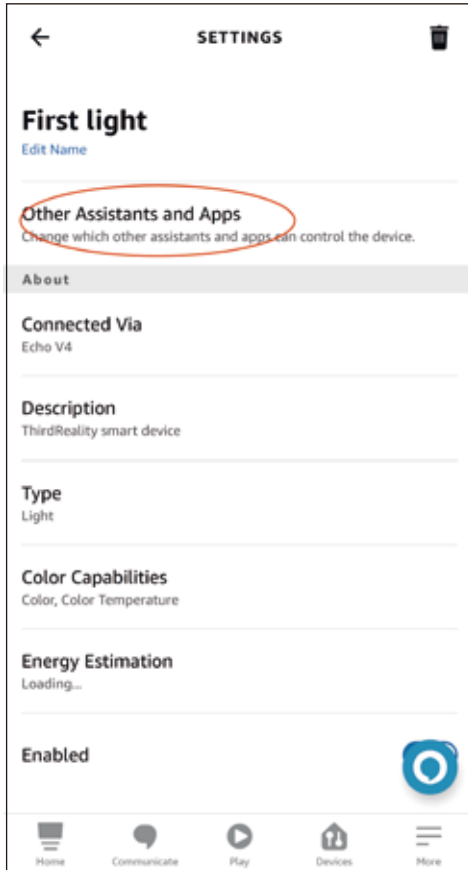 SETTINGS
First light
Edit Name
Other Assistants and Apps
Change which other assistants and apps can control the device.
About
Connected Via
Echo V4
Description
ThirdReality smart device
Type
Light
Color Capabilities
Color, Color Temperature
Energy Estimation
Loading...
Enabled
Home Communicate Play Devices More